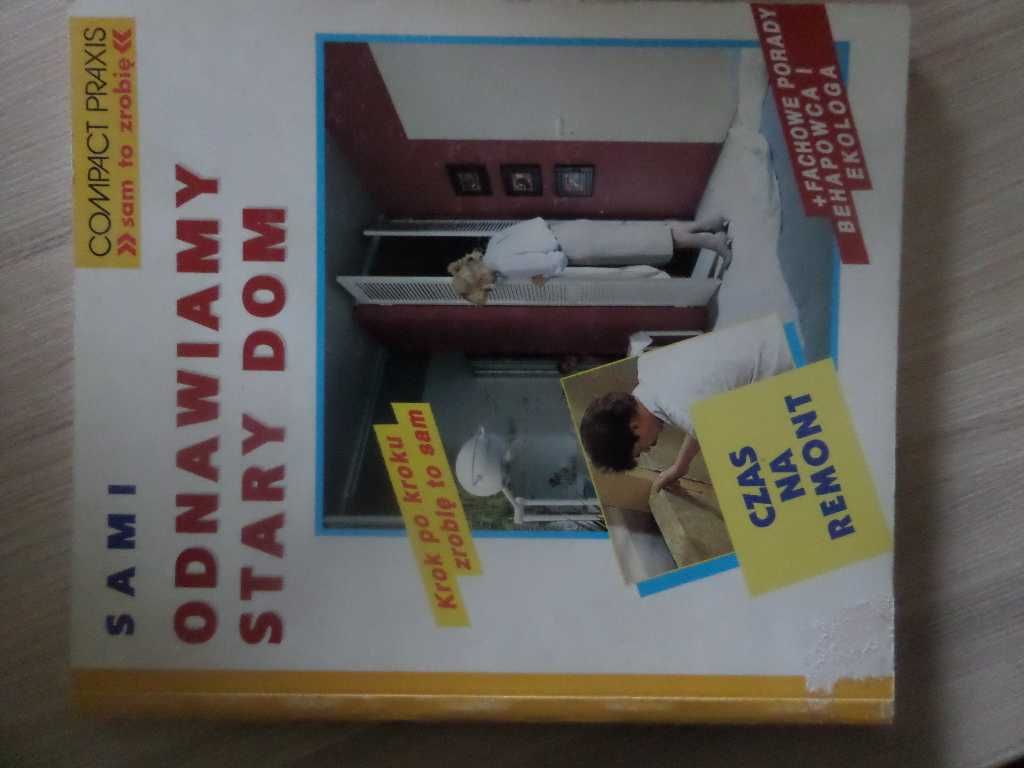 COMPACT PRAXIS
» sam to zrobię «
SAMI
ODNAWIAMY
STARY DOM
Krok po kroku
zrobię to sam
CZAS
NA
REMONT
+FACHOWE PORADY
BEHAPOWCA I
EKOLOGA